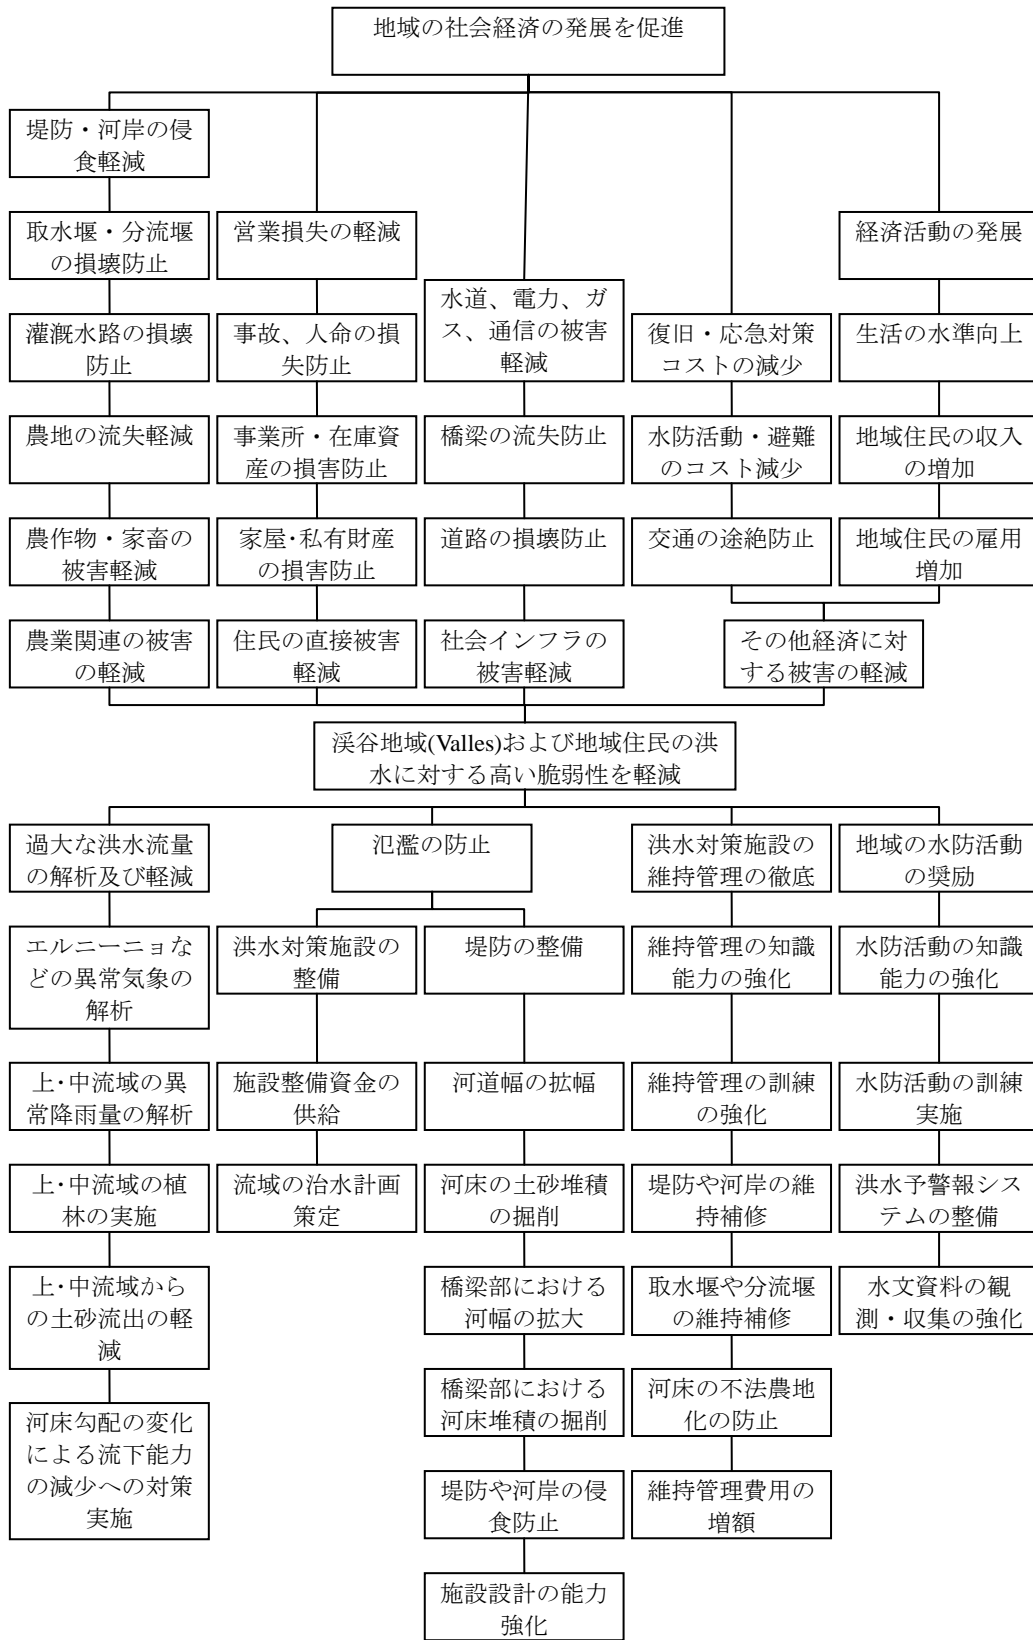 地域の社会経済の発展を促進
堤防・河岸の侵
食軽減
取水堰・分流堰
の損壊防止
営業損失の軽減
経済活動の発展
水道、電力、ガ
ス、通信の被害
軽減
灌漑水路の損壊
防止
事故、人命の損
失防止
復旧・応急対策
コストの減少
生活の水準向上
農地の流失軽減
事業所・在庫資
産の損害防止
橋梁の流失防止
水防活動・避難
のコスト減少
地域住民の収入
の増加
農作物・家畜の
被害軽減
家屋･私有財産
の損害防止
道路の損壊防止
交通の途絶防止
地域住民の雇用
増加
農業関連の被害
の軽減
住民の直接被害
軽減
社会インフラの
被害軽減
その他経済に対
する被害の軽減
渓谷地域(Valles)および地域住民の洪
水に対する高い脆弱性を軽減
過大な洪水流量
の解析及び軽減
氾濫の防止
洪水対策施設の
維持管理の徹底
地域の水防活動
の奨励
エルニーニョな
どの異常気象の
解析
洪水対策施設の
整備
堤防の整備
維持管理の知識
能力の強化
水防活動の知識
能力の強化
上･中流域の異
常降雨量の解析
施設整備資金の
供給
河道幅の拡幅
維持管理の訓練
の強化
水防活動の訓練
実施
上･中流域の植
林の実施
流域の治水計画
策定
河床の土砂堆積
の掘削
堤防や河岸の維
持補修
洪水予警報シス
テムの整備
上･中流域から
の土砂流出の軽
減
橋梁部における
河幅の拡大
取水堰や分流堰
の維持補修
水文資料の観
測・収集の強化
河床勾配の変化
による流下能力
の減少への対策
実施
橋梁部における
河床堆積の掘削
河床の不法農地
化の防止
堤防や河岸の侵
食防止
維持管理費用の
増額
施設設計の能力
強化